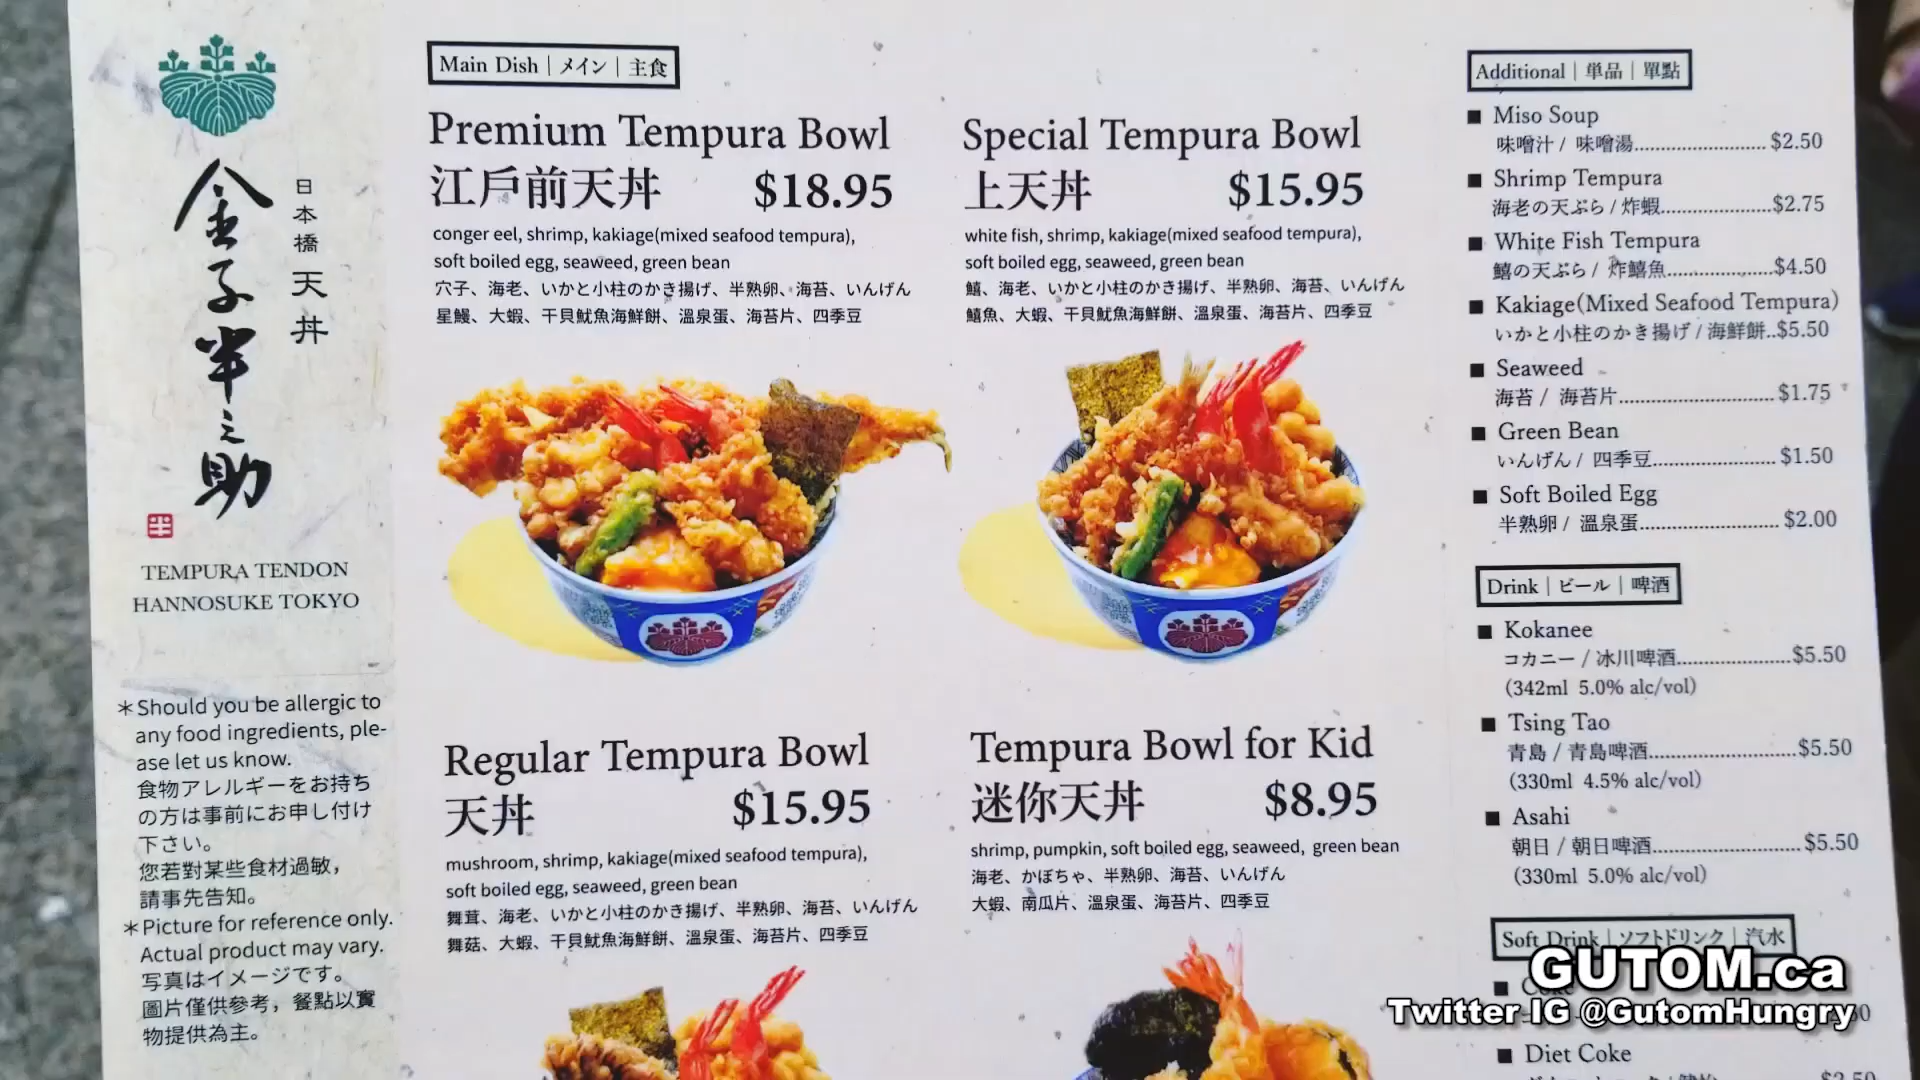 金子半之助
日本橋 天丼
半
TEMPURA TENDON
HANNOSUKE TOKYO
*Should you be allergic to
any food ingredients, ple-
ase let us know.
食物アレルギーをお持ち
の方は事前にお申し付け
下さい。
您若對某些食材過敏，
請事先告知。
*Picture for reference only.
Actual product may vary.
写真はイメージです。
圖片僅供參考，餐點以實
物提供為主。
Main Dish | メイン | 主食
Premium Tempura Bowl
江戶前天丼 $18.95
conger eel, shrimp, kakiage(mixed seafood tempura),
soft boiled egg, seaweed, green bean
穴子、海老、いかと小柱のかき揚げ、半熟卵、海苔、いんげん
星鰻、大蝦、干貝魷魚海鮮餅、溫泉蛋、海苔片、四季豆
Special Tempura Bowl
上天丼 $15.95
white fish, shrimp, kakiage(mixed seafood tempura),
soft boiled egg, seaweed, green bean
鱚、海老、いかと小柱のかき揚げ、半熟卵、海苔、いんげん
鱚魚、大蝦、干貝魷魚海鮮餅、溫泉蛋、海苔片、四季豆
Regular Tempura Bowl
天丼 $15.95
mushroom, shrimp, kakiage(mixed seafood tempura),
soft boiled egg, seaweed, green bean
舞茸、海老、いかと小柱のかき揚げ、半熟卵、海苔、いんげん
舞菇、大蝦、干貝魷魚海鮮餅、溫泉蛋、海苔片、四季豆
Tempura Bowl for Kid
迷你天丼 $8.95
shrimp, pumpkin, soft boiled egg, seaweed, green bean
海老、かぼちゃ、半熟卵、海苔、いんげん
大蝦、南瓜片、溫泉蛋、海苔片、四季豆
Additional | 単品 | 單點
■ Miso Soup
味噌汁 / 味噌湯........................ $2.50
■ Shrimp Tempura
海老の天ぷら / 炸蝦....................$2.75
■ White Fish Tempura
鱚の天ぷら / 炸鱚魚...................$4.50
■ Kakiage(Mixed Seafood Tempura)
いかと小柱のかき揚げ / 海鮮餅..$5.50
■ Seaweed
海苔 / 海苔片............................ $1.75
■ Green Bean
いんげん / 四季豆...................... $1.50
■ Soft Boiled Egg
半熟卵 / 溫泉蛋......................... $2.00
Drink | ビール | 啤酒
■ Kokanee
コカニー / 冰川啤酒....................$5.50
(342ml 5.0% alc/vol)
■ Tsing Tao
青島 / 青島啤酒..........................$5.50
(330ml 4.5% alc/vol)
■ Asahi
朝日 / 朝日啤酒.......................... $5.50
(330ml 5.0% alc/vol)
Soft Drink | ソフトドリンク | 汽水
■ Coke
■ Diet Coke
GUTOM.ca
Twitter IG @GutomHungry